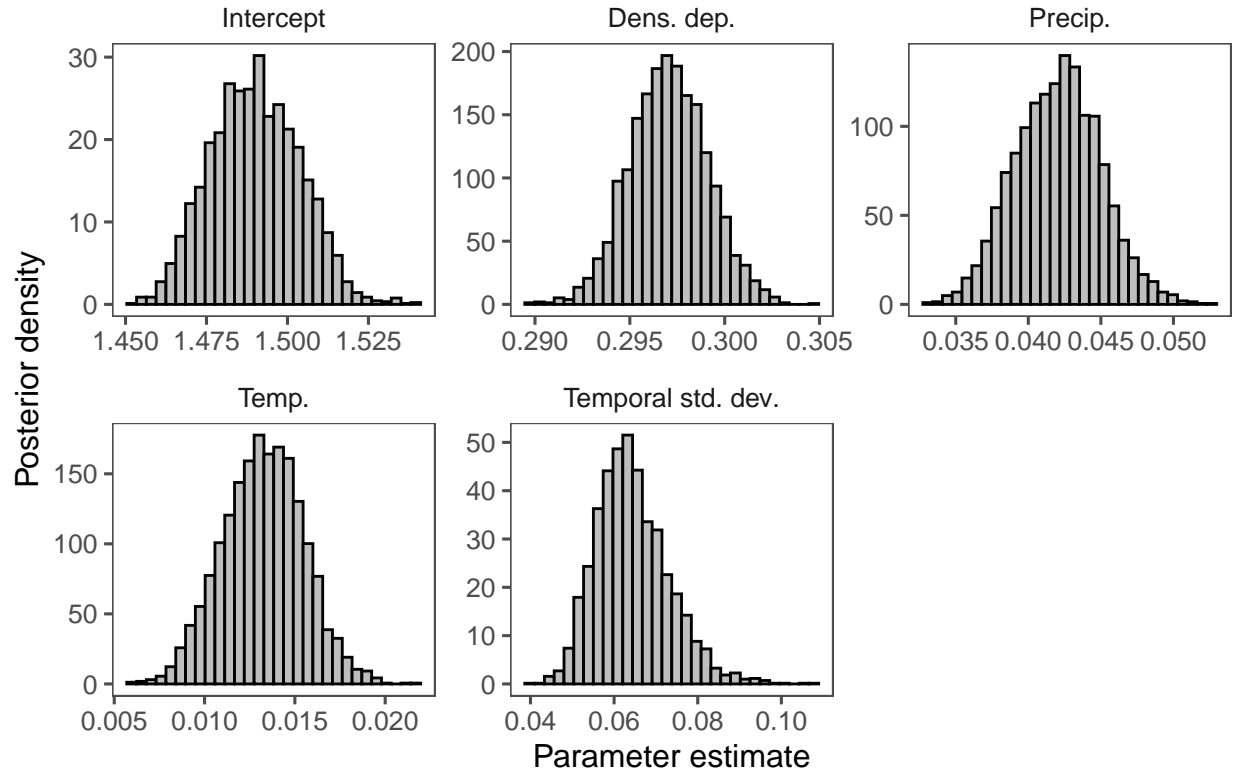 Intercept
Dens. dep.
Precip.
30
20
10
0
1.450 1.475 1.500 1.525
200
150
100
50
0
0.290 0.295 0.300 0.305
100
50
0
0.035 0.040 0.045 0.050
Posterior density
Temp.
Temporal std. dev.
150
100
50
0
0.005 0.010 0.015 0.020
50
40
30
20
10
0
0.04 0.06 0.08 0.10
Parameter estimate